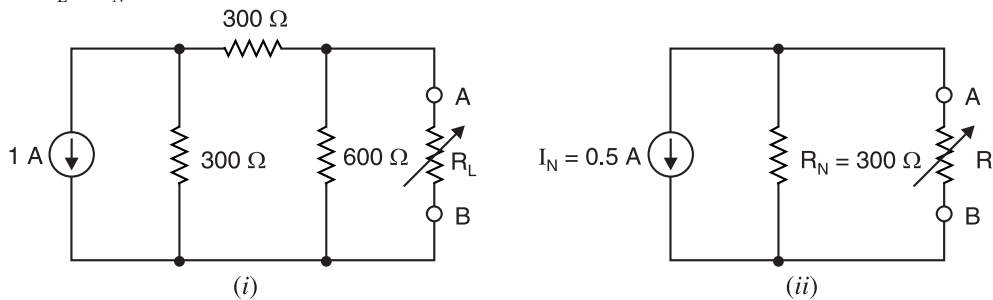 L N
300 Ω
1 A
300 Ω
600 Ω
R_L
A
B
(i)
I_N = 0.5 A
R_N = 300 Ω
R
A
B
(ii)